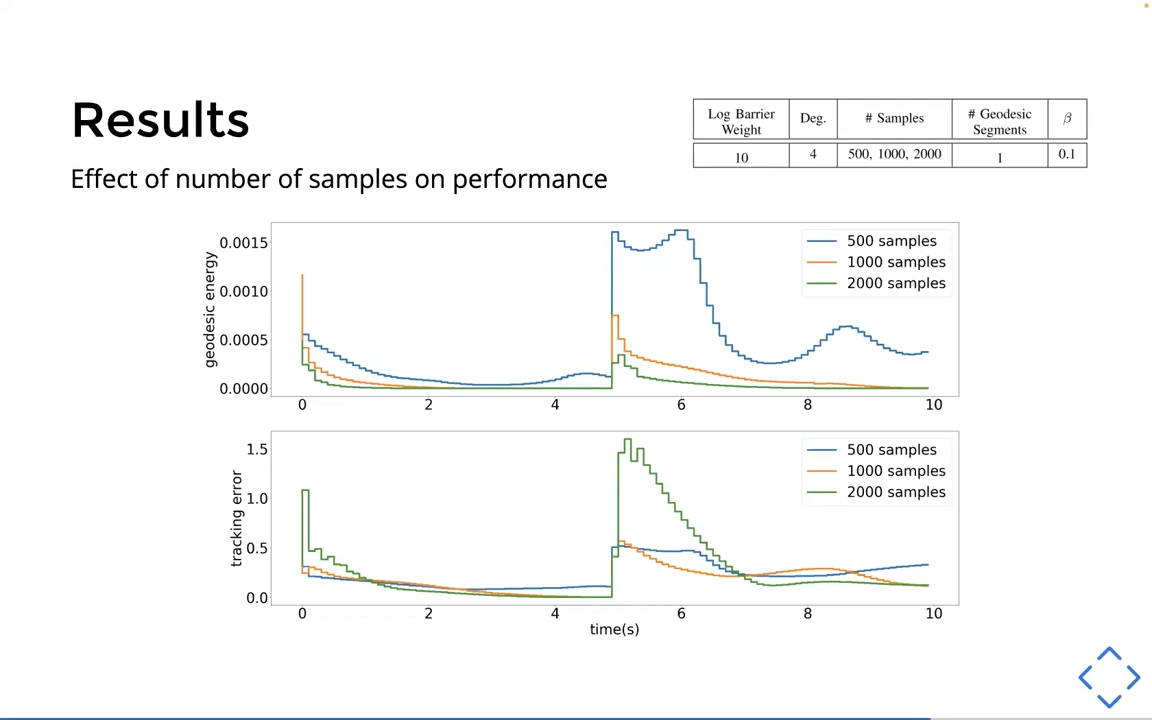 Results
Effect of number of samples on performance
Log Barrier Weight Deg. # Samples # Geodesic Segments β
10 4 500, 1000, 2000 1 0.1
geodesic energy
0.0015
0.0010
0.0005
0.0000
500 samples
1000 samples
2000 samples
0 2 4 6 8 10
tracking error
1.5
1.0
0.5
0.0
500 samples
1000 samples
2000 samples
0 2 4 6 8 10
time(s)